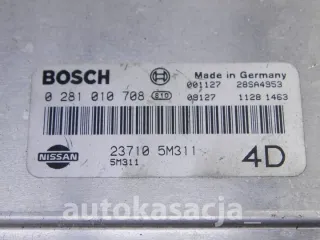 BOSCH Made in Germany
0 281 010 708 E1D 001127 28SA4953
08127 1128 1463
NISSAN 23710 5M311 4D
5M311
autokasacja